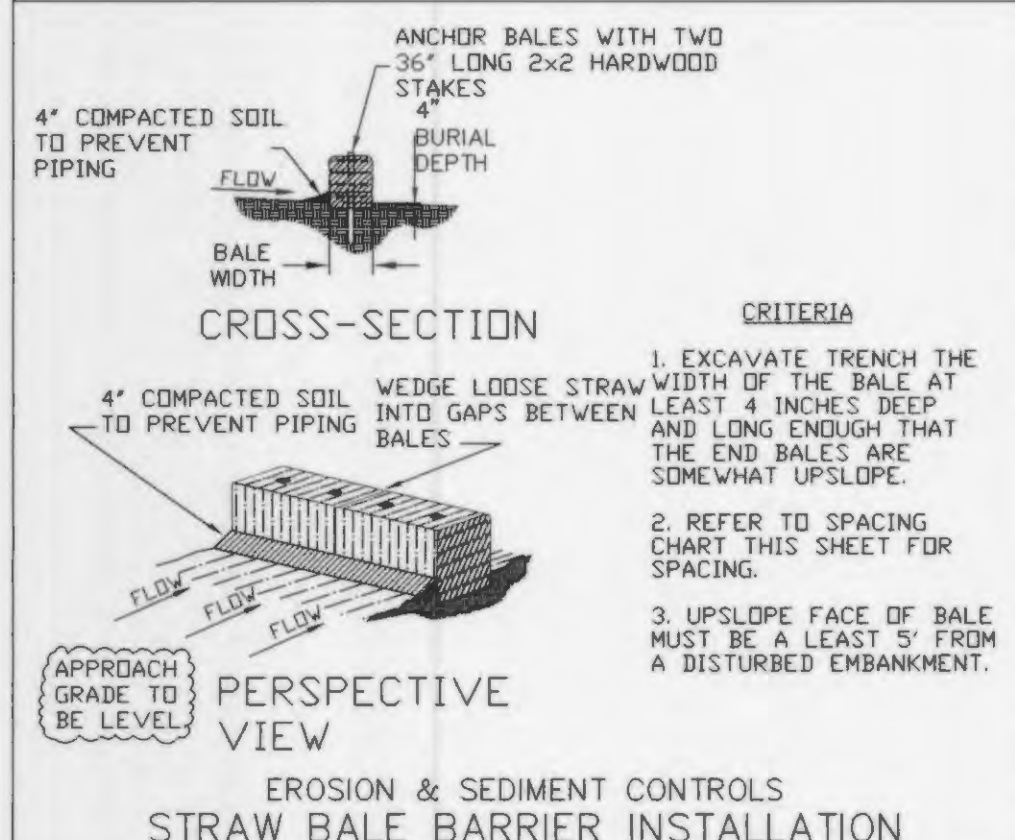 ANCHOR BALES WITH TWO
36" LONG 2x2 HARDWOOD
STAKES
4"
BURIAL
DEPTH
4" COMPACTED SOIL
TO PREVENT
PIPING
FLOW
BALE
WIDTH
CROSS-SECTION
4" COMPACTED SOIL
TO PREVENT PIPING
WEDGE LOOSE STRAW
INTO GAPS BETWEEN
BALES
FLOW
FLOW
FLOW
APPROACH
GRADE TO
BE LEVEL.
PERSPECTIVE
VIEW
CRITERIA
1. EXCAVATE TRENCH THE
WIDTH OF THE BALE AT
LEAST 4 INCHES DEEP
AND LONG ENOUGH THAT
THE END BALES ARE
SOMEWHAT UPSLOPE.
2. REFER TO SPACING
CHART THIS SHEET FOR
SPACING.
3. UPSLOPE FACE OF BALE
MUST BE A LEAST 5' FROM
A DISTURBED EMBANKMENT.
EROSION & SEDIMENT CONTROLS
STRAW BALE BARRIER INSTALLATION